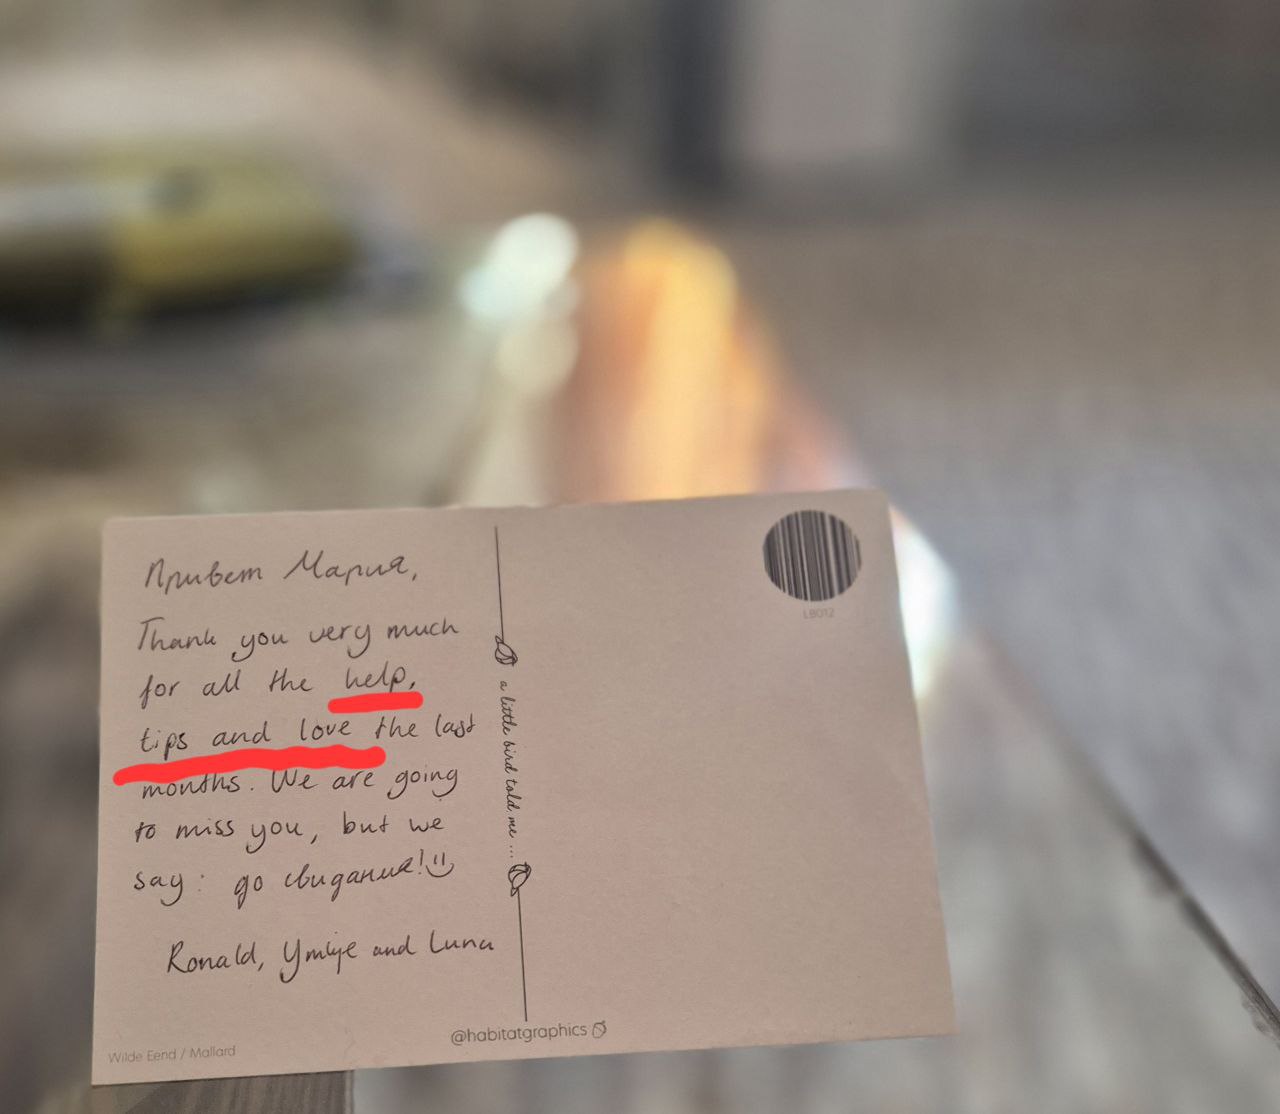 Привет Мария,
Thank you very much
for all the help,
tips and love the last
months. We are going
to miss you, but we
say: до свидания!
Ronald, Ymkje and Luna
a little bird told me ...
LB012
@habitatgraphics
Wilde Eend / Mallard